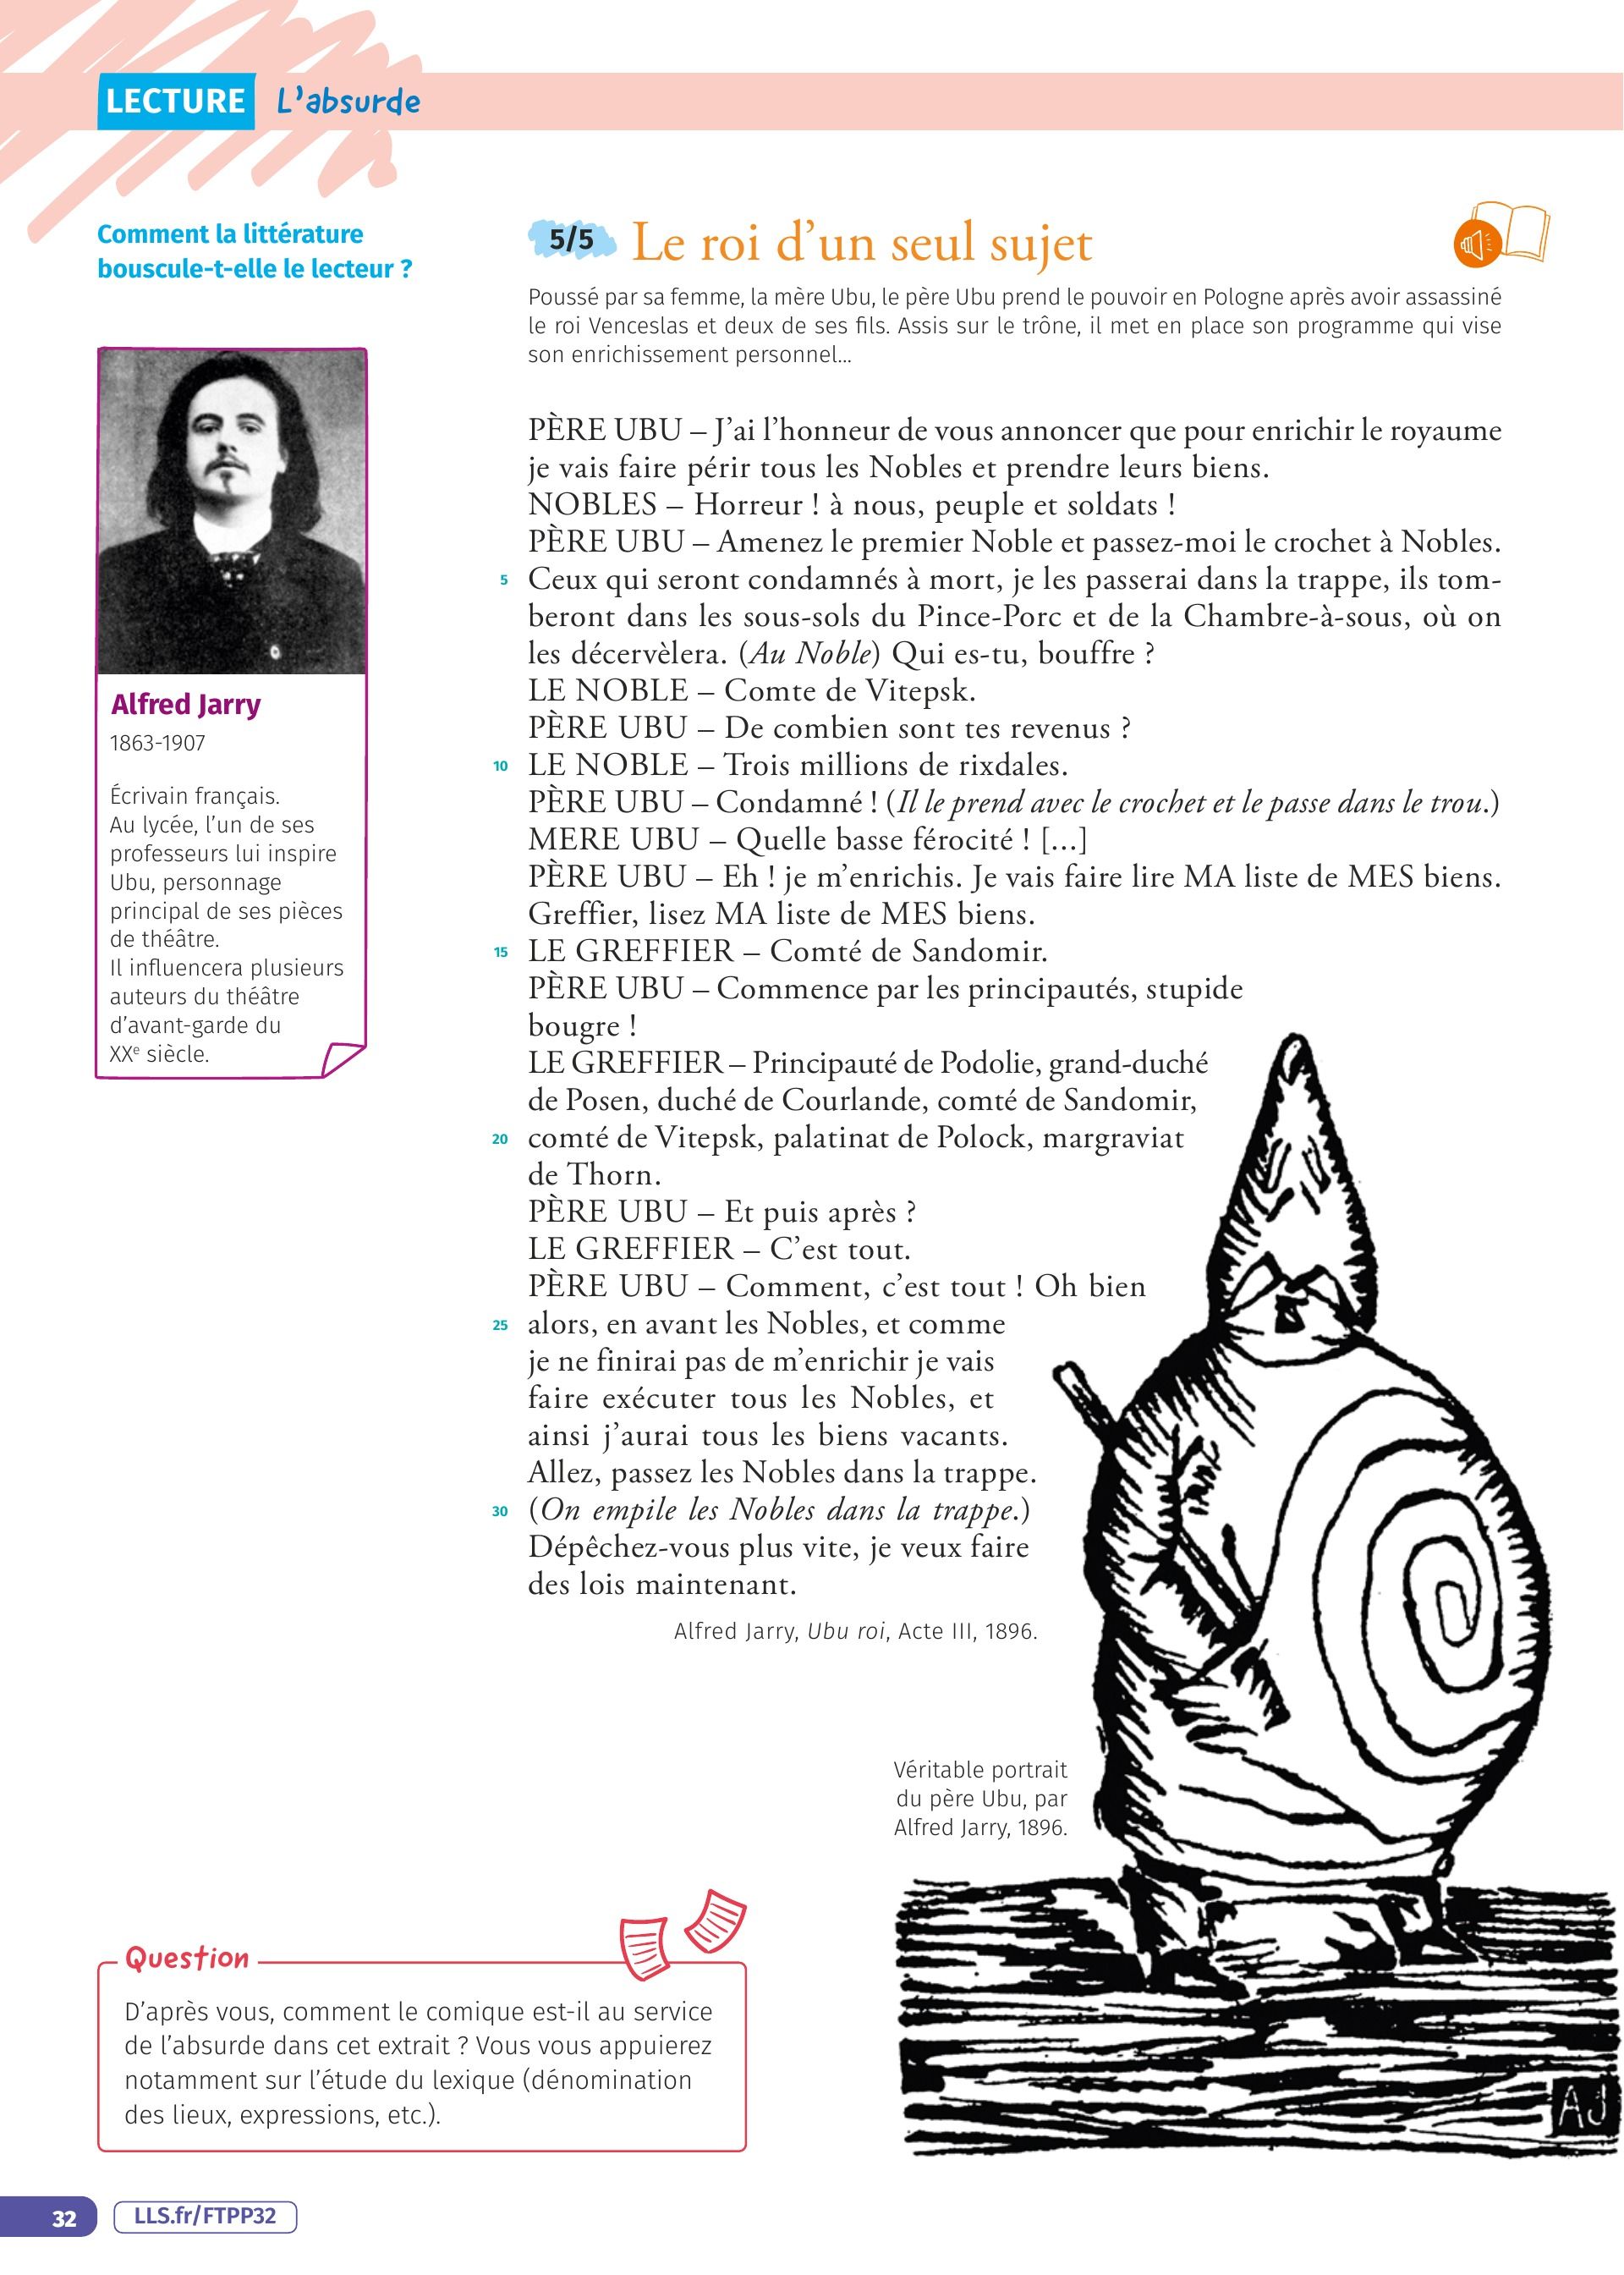 LECTURE L'absurde
Comment la littérature
bouscule-t-elle le lecteur ?
Alfred Jarry
1863-1907
Écrivain français.
Au lycée, l'un de ses
professeurs lui inspire
Ubu, personnage
principal de ses pièces
de théâtre.
Il influencera plusieurs
auteurs du théâtre
d'avant-garde du
XXe siècle.
5/5 Le roi d'un seul sujet
Poussé par sa femme, la mère Ubu, le père Ubu prend le pouvoir en Pologne après avoir assassiné
le roi Venceslas et deux de ses fils. Assis sur le trône, il met en place son programme qui vise
son enrichissement personnel...
PÈRE UBU – J'ai l'honneur de vous annoncer que pour enrichir le royaume
je vais faire périr tous les Nobles et prendre leurs biens.
NOBLES – Horreur ! à nous, peuple et soldats !
PÈRE UBU – Amenez le premier Noble et passez-moi le crochet à Nobles.
5 Ceux qui seront condamnés à mort, je les passerai dans la trappe, ils tom-
beront dans les sous-sols du Pince-Porc et de la Chambre-à-sous, où on
les décervèlera. (Au Noble) Qui es-tu, bouffre ?
LE NOBLE – Comte de Vitepsk.
PÈRE UBU – De combien sont tes revenus ?
10 LE NOBLE – Trois millions de rixdales.
PÈRE UBU – Condamné ! (Il le prend avec le crochet et le passe dans le trou.)
MERE UBU – Quelle basse férocité ! [...]
PÈRE UBU – Eh ! je m'enrichis. Je vais faire lire MA liste de MES biens.
Greffier, lisez MA liste de MES biens.
15 LE GREFFIER – Comté de Sandomir.
PÈRE UBU – Commence par les principautés, stupide
bougre !
LE GREFFIER – Principauté de Podolie, grand-duché
de Posen, duché de Courlande, comté de Sandomir,
20 comté de Vitepsk, palatinat de Polock, margraviat
de Thorn.
PÈRE UBU – Et puis après ?
LE GREFFIER – C'est tout.
PÈRE UBU – Comment, c'est tout ! Oh bien
25 alors, en avant les Nobles, et comme
je ne finirai pas de m'enrichir je vais
faire exécuter tous les Nobles, et
ainsi j'aurai tous les biens vacants.
Allez, passez les Nobles dans la trappe.
30 (On empile les Nobles dans la trappe.)
Dépêchez-vous plus vite, je veux faire
des lois maintenant.
Alfred Jarry, Ubu roi, Acte III, 1896.
Véritable portrait
du père Ubu, par
Alfred Jarry, 1896.
AJ
Question
D'après vous, comment le comique est-il au service
de l'absurde dans cet extrait ? Vous vous appuierez
notamment sur l'étude du lexique (dénomination
des lieux, expressions, etc.).
32 LLS.fr/FTPP32